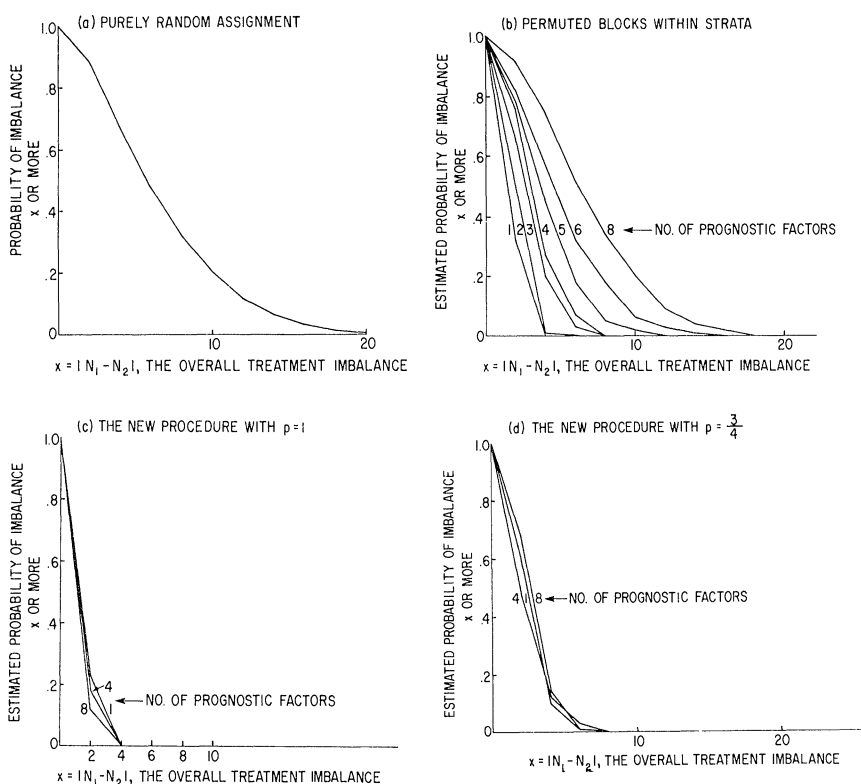 (a) PURELY RANDOM ASSIGNMENT
PROBABILITY OF IMBALANCE
x OR MORE
1.0
.8
.6
.4
.2
0
10
20
x = |N₁-N₂|, THE OVERALL TREATMENT IMBALANCE
(b) PERMUTED BLOCKS WITHIN STRATA
ESTIMATED PROBABILITY OF IMBALANCE
x OR MORE
1.0
.8
.6
.4
.2
0
1 2 3 4 5 6 8 ← NO. OF PROGNOSTIC FACTORS
10
20
x = |N₁-N₂|, THE OVERALL TREATMENT IMBALANCE
(c) THE NEW PROCEDURE WITH p=1
ESTIMATED PROBABILITY OF IMBALANCE
x OR MORE
1.0
.8
.6
.4
.2
0
4
8 1 ← NO. OF PROGNOSTIC FACTORS
2 4 6 8 10
x = |N₁-N₂|, THE OVERALL TREATMENT IMBALANCE
(d) THE NEW PROCEDURE WITH p = 3/4
ESTIMATED PROBABILITY OF IMBALANCE
x OR MORE
1.0
.8
.6
.4
.2
0
4 1 8 ← NO. OF PROGNOSTIC FACTORS
10
20
x = |N₁-N₂|, THE OVERALL TREATMENT IMBALANCE